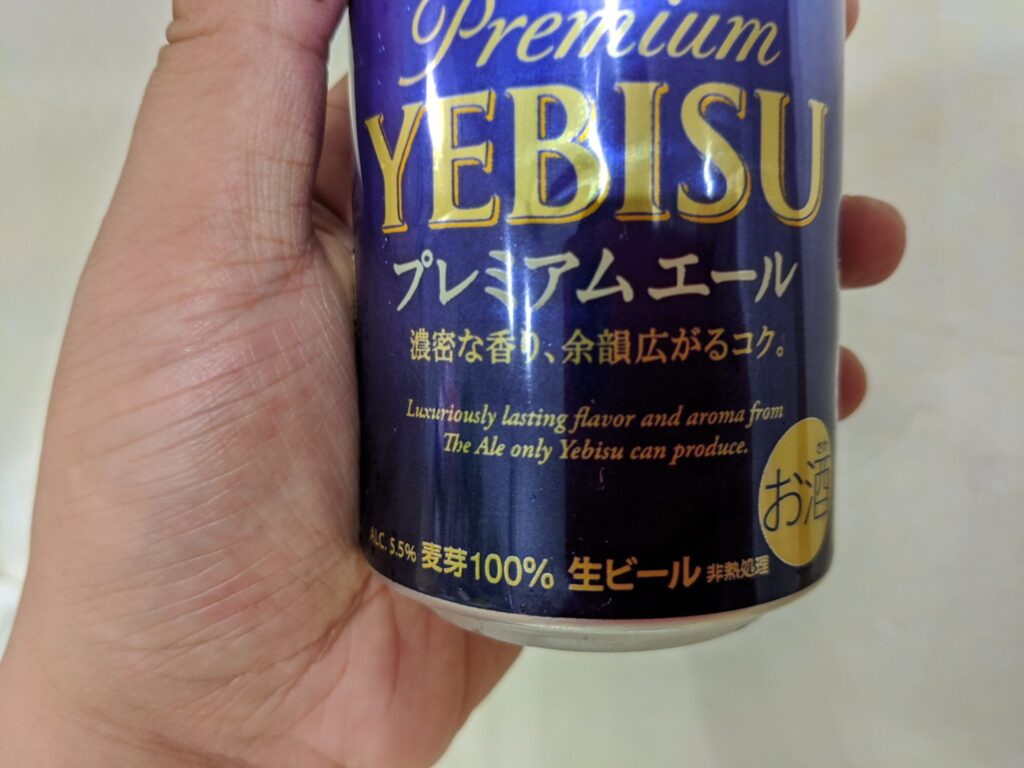 Premium
YEBISU
プレミアム エール
濃密な香り、余韻広がるコク。
Luxuriously lasting flavor and aroma from
The Ale only Yebisu can produce.
お酒
ALC. 5.5% 麦芽100% 生ビール 非熱処理